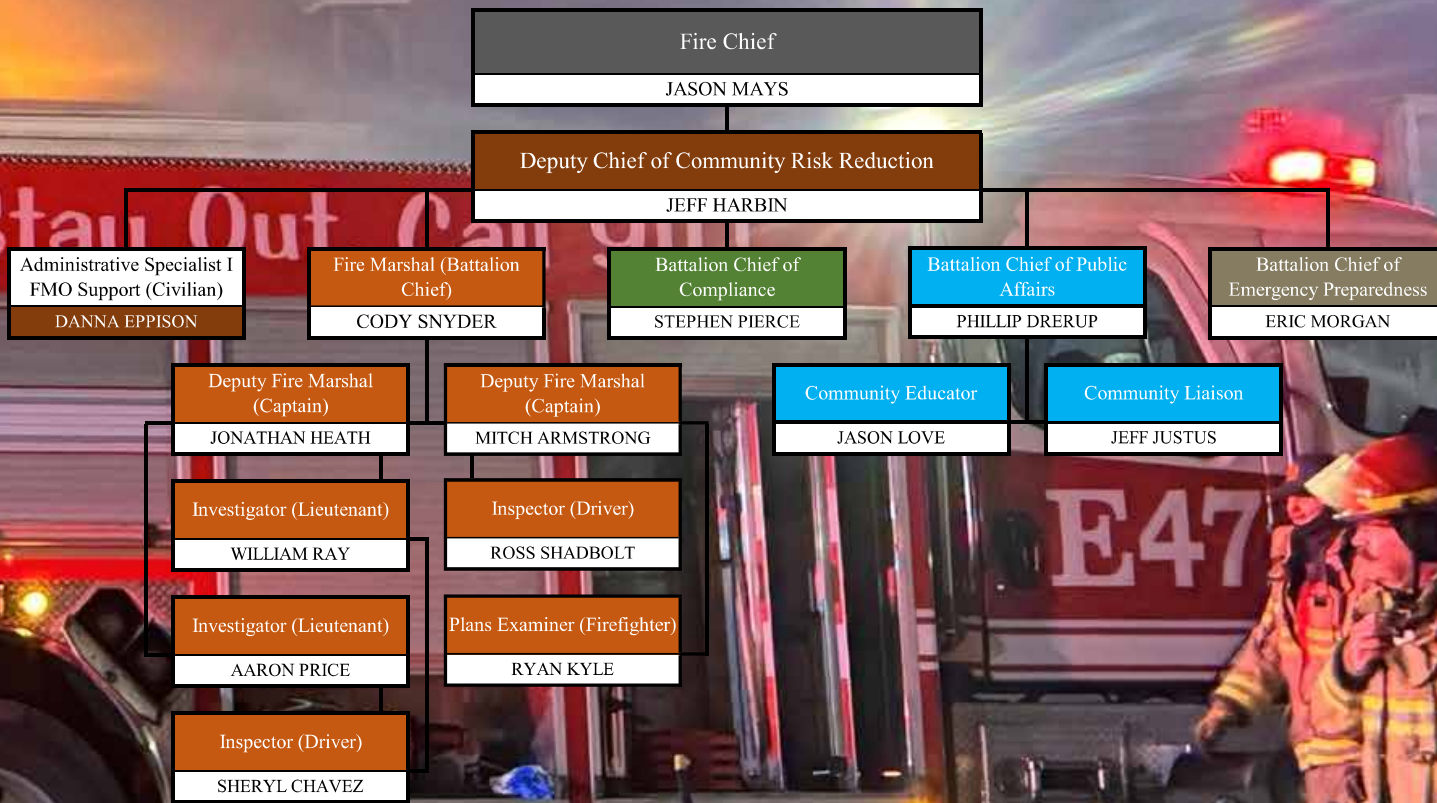 Fire Chief
JASON MAYS
Deputy Chief of Community Risk Reduction
JEFF HARBIN
Stay Out, Call 911!
Administrative Specialist I
FMO Support (Civilian)
DANNA EPPISON
Fire Marshal (Battalion
Chief)
CODY SNYDER
Battalion Chief of
Compliance
STEPHEN PIERCE
Battalion Chief of Public
Affairs
PHILLIP DRERUP
Battalion Chief of
Emergency Preparedness
ERIC MORGAN
Deputy Fire Marshal
(Captain)
JONATHAN HEATH
Deputy Fire Marshal
(Captain)
MITCH ARMSTRONG
Community Educator
JASON LOVE
Community Liaison
JEFF JUSTUS
Investigator (Lieutenant)
WILLIAM RAY
Inspector (Driver)
ROSS SHADBOLT
E47
Investigator (Lieutenant)
AARON PRICE
Plans Examiner (Firefighter)
RYAN KYLE
Inspector (Driver)
SHERYL CHAVEZ